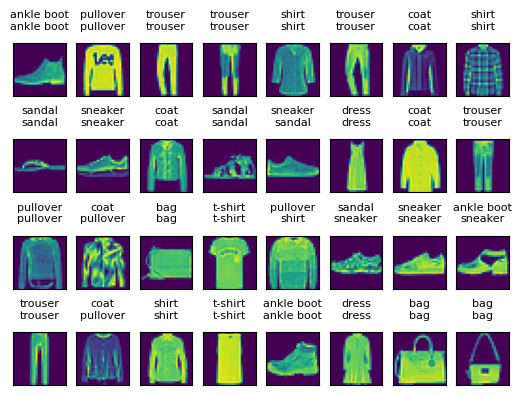 ankle boot pullover trouser trouser shirt trouser coat shirt
ankle boot pullover trouser trouser shirt trouser coat shirt
Lee
sandal sneaker coat sandal sneaker dress coat trouser
sandal sneaker coat sandal sandal dress coat trouser
pullover coat bag t-shirt pullover sandal sneaker ankle boot
pullover pullover bag t-shirt shirt sneaker sneaker sneaker
trouser coat shirt t-shirt ankle boot dress bag bag
trouser pullover shirt t-shirt ankle boot dress bag bag